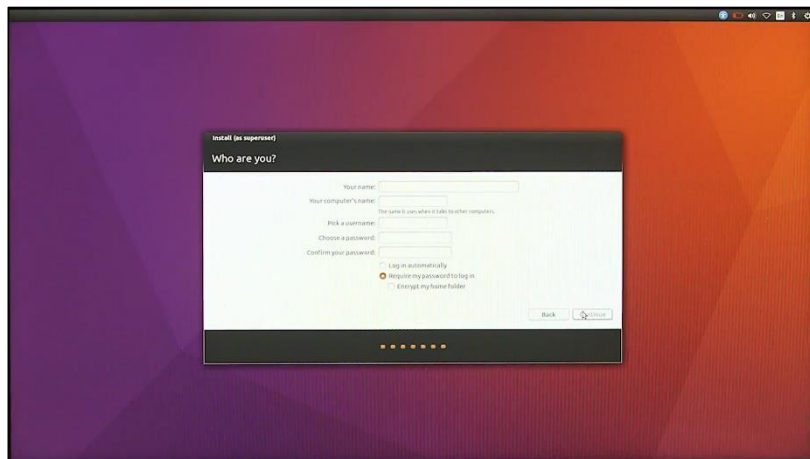 Install (as superuser)
Who are you?
Your name:
Your computer's name:
The name it uses when it talks to other computers.
Pick a username:
Choose a password:
Confirm your password:
Log in automatically
Require my password to log in
Encrypt my home folder
Back